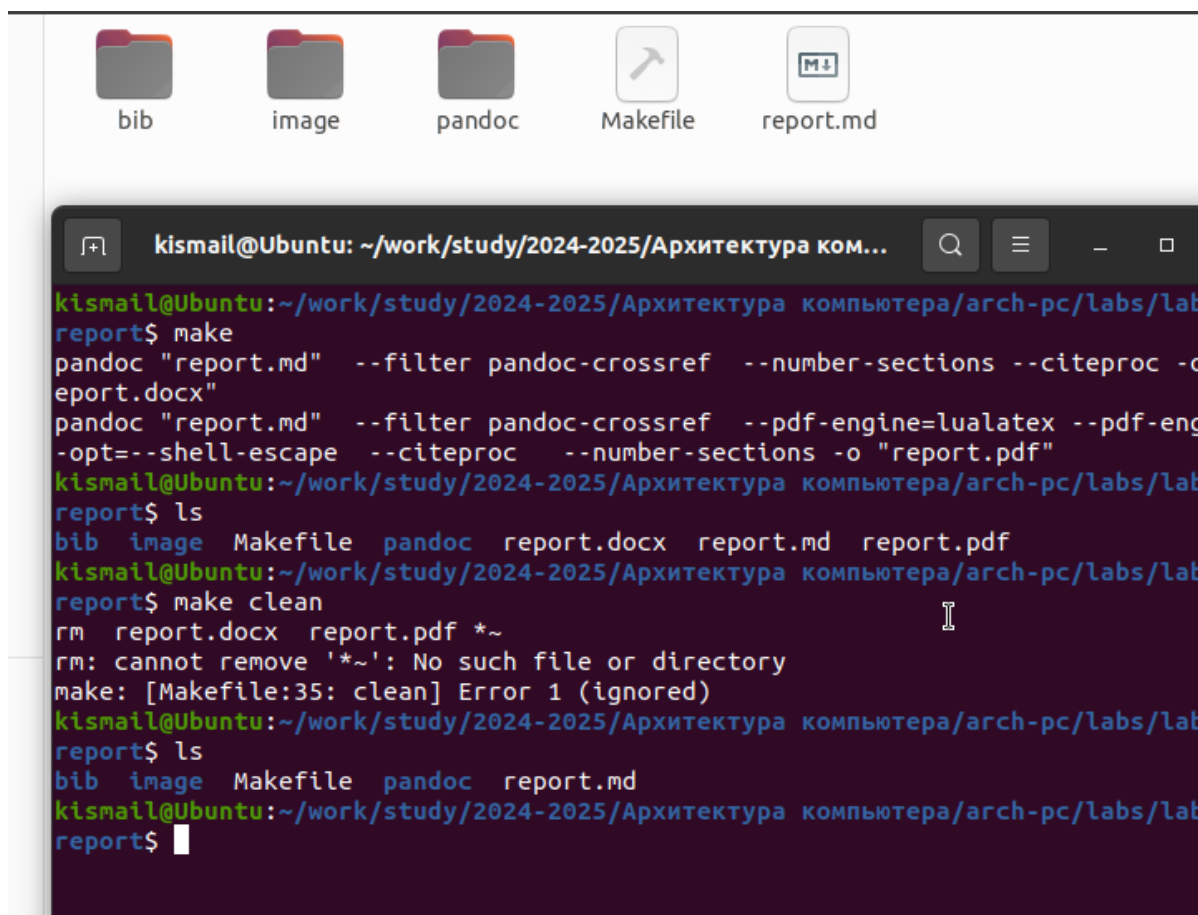 bib image pandoc Makefile report.md
kismail@Ubuntu: ~/work/study/2024-2025/Архитектура ком...
kismail@Ubuntu:~/work/study/2024-2025/Архитектура компьютера/arch-pc/labs/lab
report$ make
pandoc "report.md"  --filter pandoc-crossref  --number-sections --citeproc -o
eport.docx"
pandoc "report.md"  --filter pandoc-crossref  --pdf-engine=lualatex --pdf-eng
-opt=--shell-escape  --citeproc   --number-sections -o "report.pdf"
kismail@Ubuntu:~/work/study/2024-2025/Архитектура компьютера/arch-pc/labs/lab
report$ ls
bib  image  Makefile  pandoc  report.docx  report.md  report.pdf
kismail@Ubuntu:~/work/study/2024-2025/Архитектура компьютера/arch-pc/labs/lab
report$ make clean
rm  report.docx  report.pdf *~
rm: cannot remove '*~': No such file or directory
make: [Makefile:35: clean] Error 1 (ignored)
kismail@Ubuntu:~/work/study/2024-2025/Архитектура компьютера/arch-pc/labs/lab
report$ ls
bib  image  Makefile  pandoc  report.md
kismail@Ubuntu:~/work/study/2024-2025/Архитектура компьютера/arch-pc/labs/lab
report$